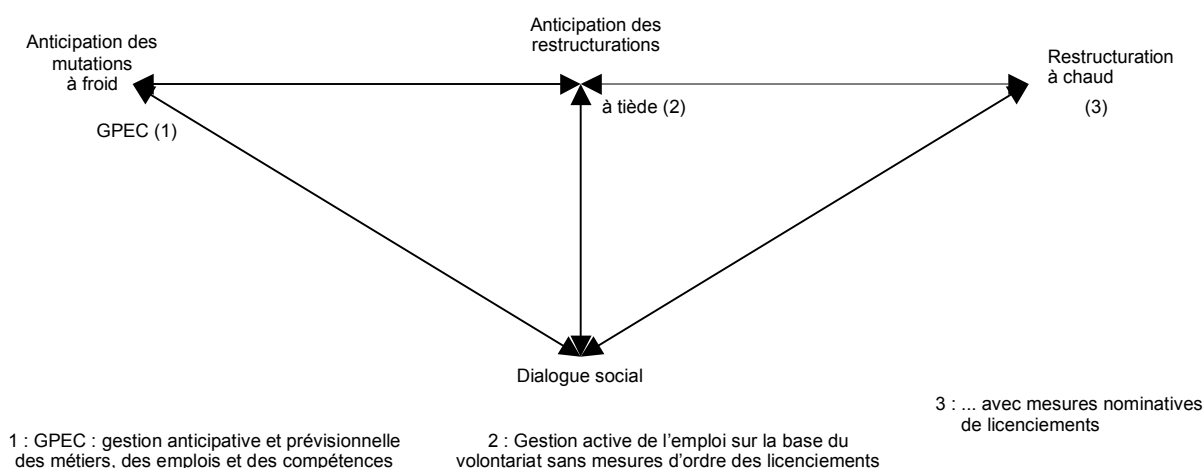 Anticipation des
mutations
à froid
Anticipation des
restructurations
Restructuration
à chaud
(3)
GPEC (1)
à tiède (2)
Dialogue social
1 : GPEC : gestion anticipative et prévisionnelle
des métiers, des emplois et des compétences
2 : Gestion active de l’emploi sur la base du
volontariat sans mesures d’ordre des licenciements
3 : ... avec mesures nominatives
de licenciements